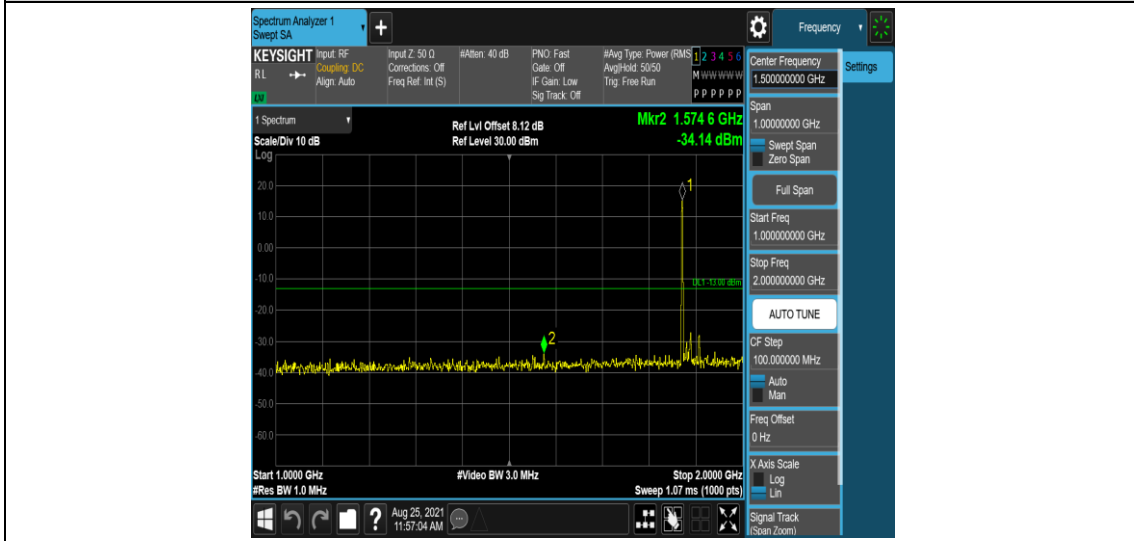 Spectrum Analyzer 1
Swept SA
+
Frequency
KEYSIGHT
RL
Input: RF
Coupling: DC
Align: Auto
Input Z: 50 Ω
Corrections: Off
Freq Ref: Int (S)
#Atten: 40 dB
PNO: Fast
Gate: Off
IF Gain: Low
Sig Track: Off
#Avg Type: Power (RMS
Avg|Hold: 50/50
Trig: Free Run
1 2 3 4 5 6
M W W W W W
P P P P P P
1 Spectrum
Scale/Div 10 dB
Log
Ref Lvl Offset 8.12 dB
Ref Level 30.00 dBm
Mkr2 1.574 6 GHz
-34.14 dBm
20.0
10.0
0.00
-10.0
-20.0
-30.0
-40.0
-50.0
-60.0
1
DL1 -13.00 dBm
2
Start 1.0000 GHz
#Res BW 1.0 MHz
#Video BW 3.0 MHz
Stop 2.0000 GHz
Sweep 1.07 ms (1000 pts)
Center Frequency
1.500000000 GHz
Settings
Span
1.00000000 GHz
Swept Span
Zero Span
Full Span
Start Freq
1.000000000 GHz
Stop Freq
2.000000000 GHz
AUTO TUNE
CF Step
100.000000 MHz
Auto
Man
Freq Offset
0 Hz
X Axis Scale
Log
Lin
Signal Track
(Span Zoom)
?
Aug 25, 2021
11:57:04 AM